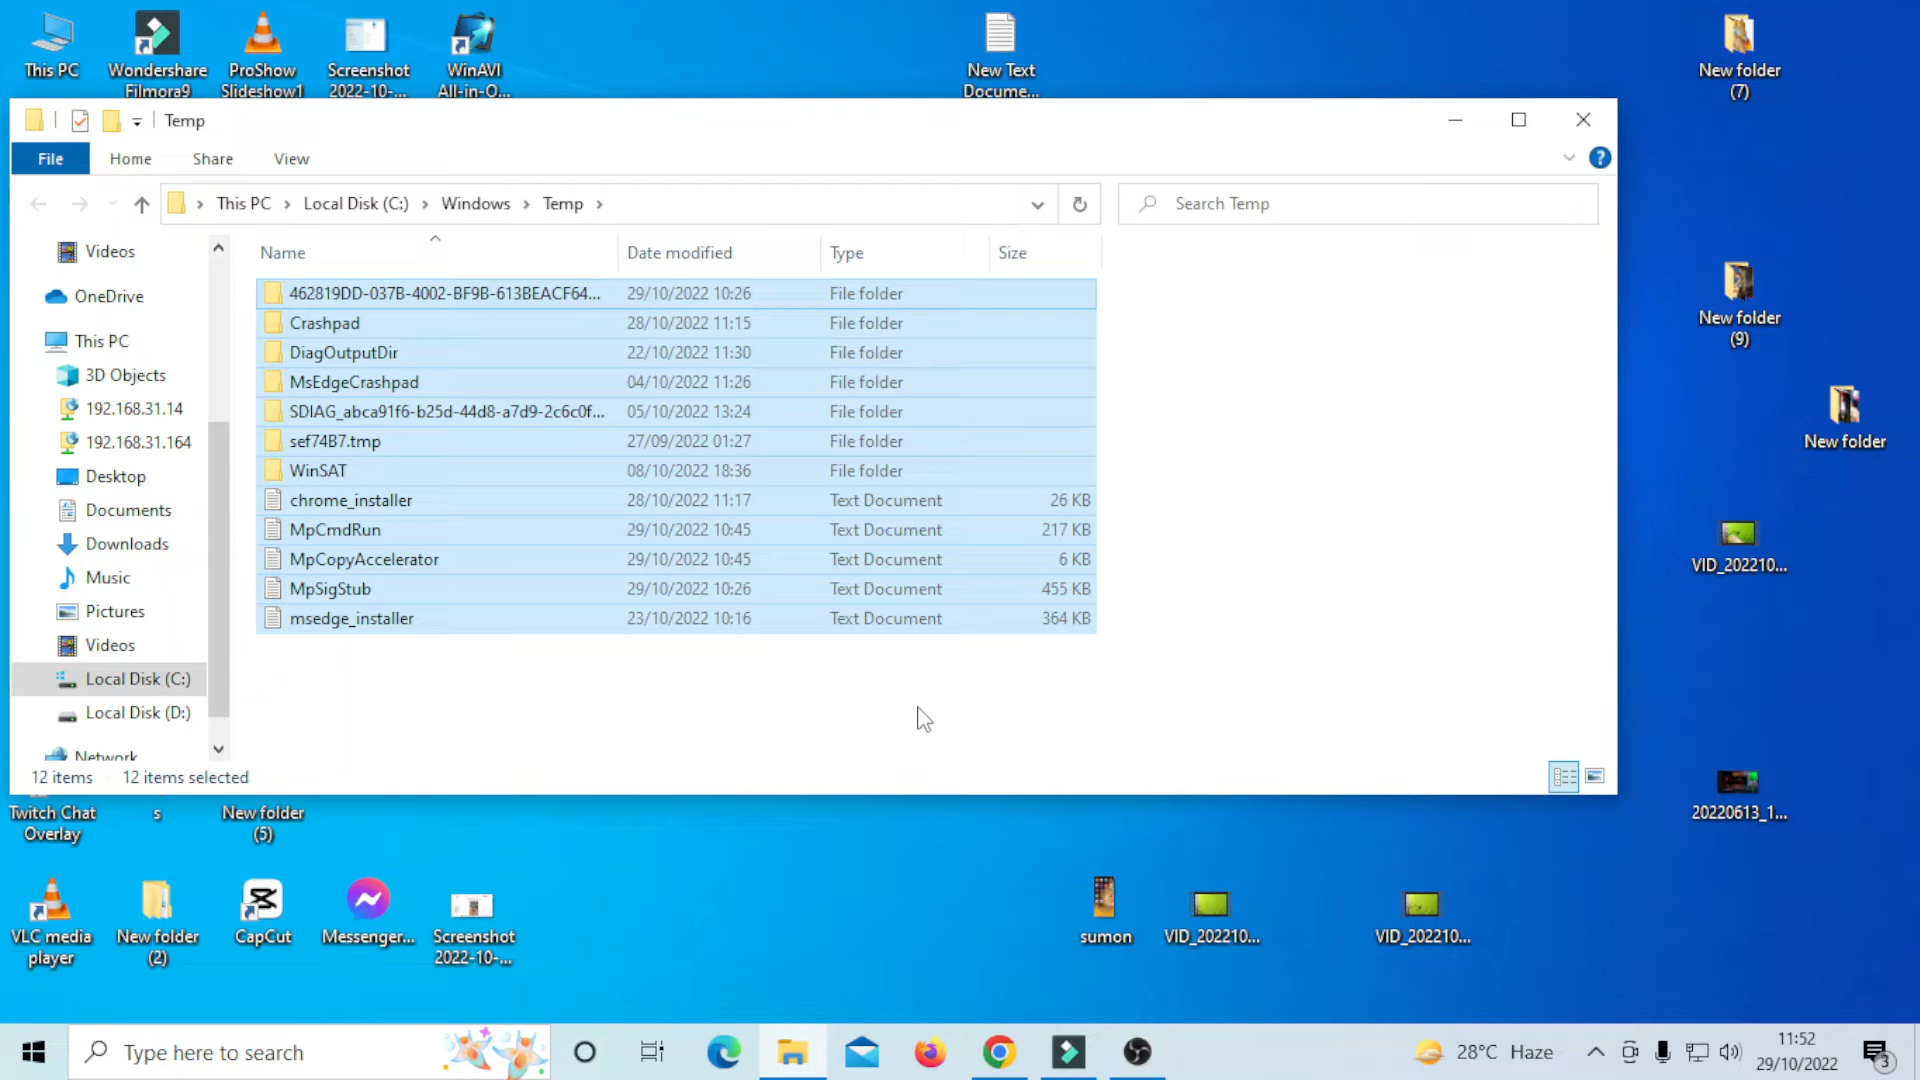 This PC
Wondershare
Filmora9
ProShow
Slideshow1
Screenshot
2022-10-...
WinAVI
All-in-O...
New Text
Docume...
New folder
(7)
Temp
File
Home
Share
View
This PC
Local Disk (C:)
Windows
Temp
Search Temp
Name
Date modified
Type
Size
462819DD-037B-4002-BF9B-613BEACF64... 29/10/2022 10:26 File folder
Crashpad 28/10/2022 11:15 File folder
DiagOutputDir 22/10/2022 11:30 File folder
MsEdgeCrashpad 04/10/2022 11:26 File folder
SDIAG_abca91f6-b25d-44d8-a7d9-2c6c0f... 05/10/2022 13:24 File folder
sef74B7.tmp 27/09/2022 01:27 File folder
WinSAT 08/10/2022 18:36 File folder
chrome_installer 28/10/2022 11:17 Text Document 26 KB
MpCmdRun 29/10/2022 10:45 Text Document 217 KB
MpCopyAccelerator 29/10/2022 10:45 Text Document 6 KB
MpSigStub 29/10/2022 10:26 Text Document 455 KB
msedge_installer 23/10/2022 10:16 Text Document 364 KB
Videos
OneDrive
This PC
3D Objects
192.168.31.14
192.168.31.164
Desktop
Documents
Downloads
Music
Pictures
Videos
Local Disk (C:)
Local Disk (D:)
Network
12 items 12 items selected
New folder
(9)
New folder
VID_202210...
20220613_1...
Twitch Chat
Overlay
s
New folder
(5)
VLC media
player
New folder
(2)
CapCut
Messenger...
Screenshot
2022-10-...
sumon
VID_202210...
VID_202210...
Type here to search
28°C Haze
11:52
29/10/2022
3